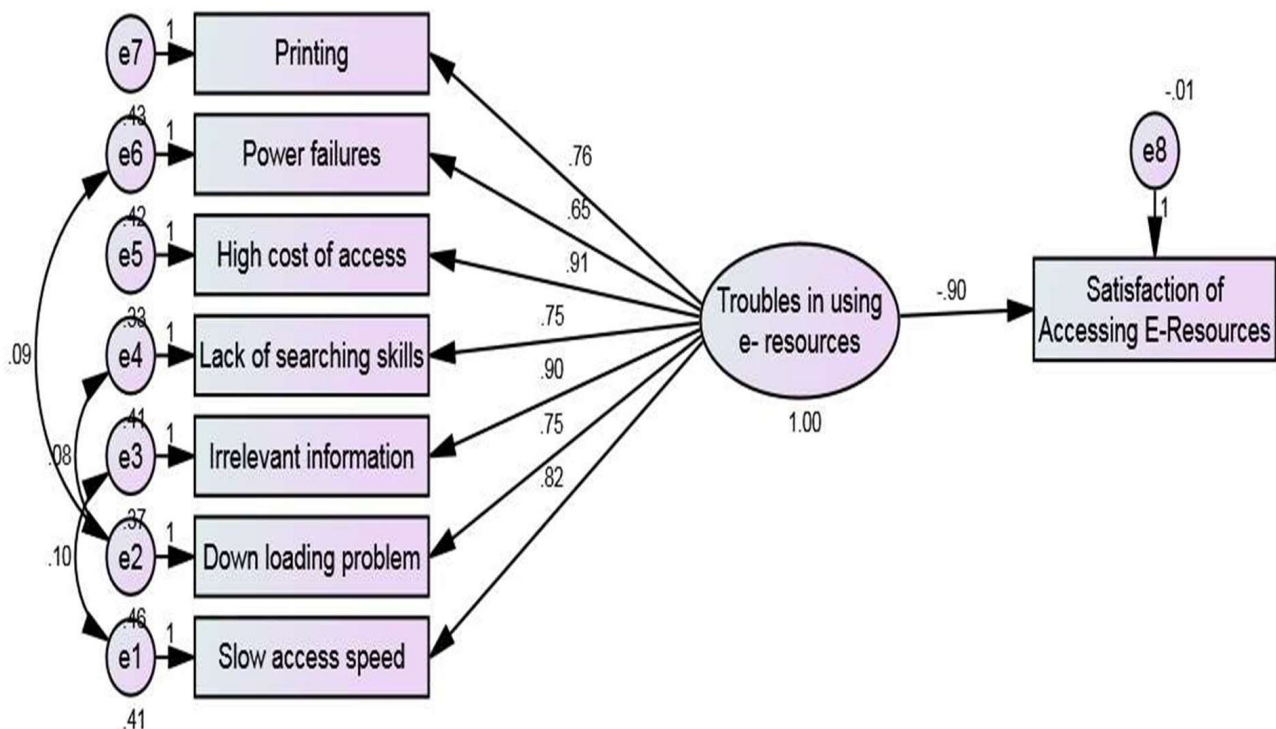 e7
1
Printing
.43
e6
1
Power failures
.42
e5
1
High cost of access
.33
e4
1
Lack of searching skills
.41
e3
1
Irrelevant information
.37
e2
1
Down loading problem
.46
e1
1
Slow access speed
.41
.09
.08
.10
.76
.65
.91
.75
.90
.75
.82
Troubles in using
e- resources
1.00
-.90
-.01
e8
1
Satisfaction of
Accessing E-Resources